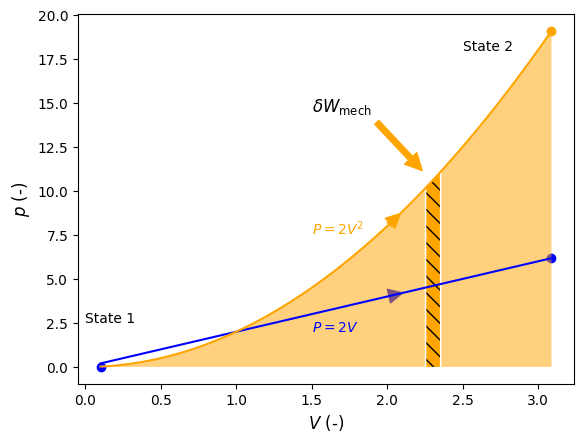 20.0
17.5
15.0
12.5
10.0
7.5
5.0
2.5
0.0
p (-)
State 2
δW_mech
P = 2V²
State 1
P = 2V
0.0 0.5 1.0 1.5 2.0 2.5 3.0
V (-)